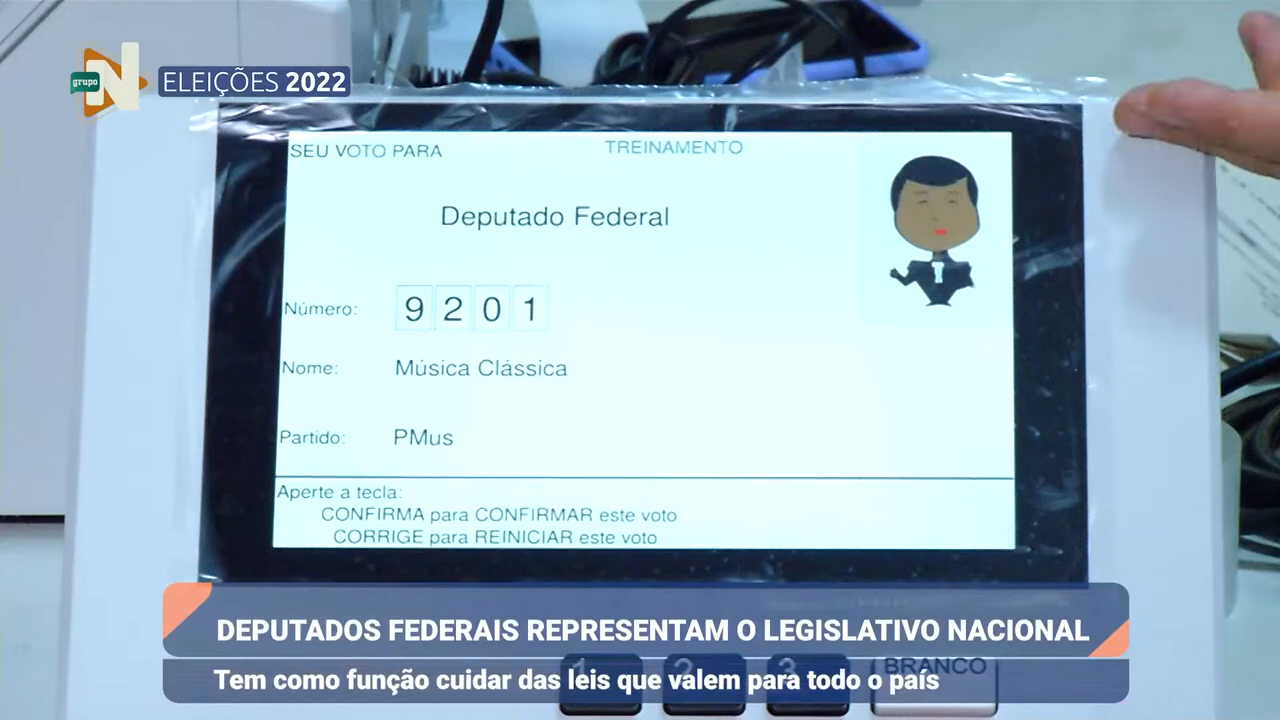 grupo N ELEIÇÕES 2022
SEU VOTO PARA TREINAMENTO
Deputado Federal
Número: 9 2 0 1
Nome: Música Clássica
Partido: PMus
Aperte a tecla:
CONFIRMA para CONFIRMAR este voto
CORRIGE para REINICIAR este voto
DEPUTADOS FEDERAIS REPRESENTAM O LEGISLATIVO NACIONAL
1 2 3 BRANCO
Tem como função cuidar das leis que valem para todo o país